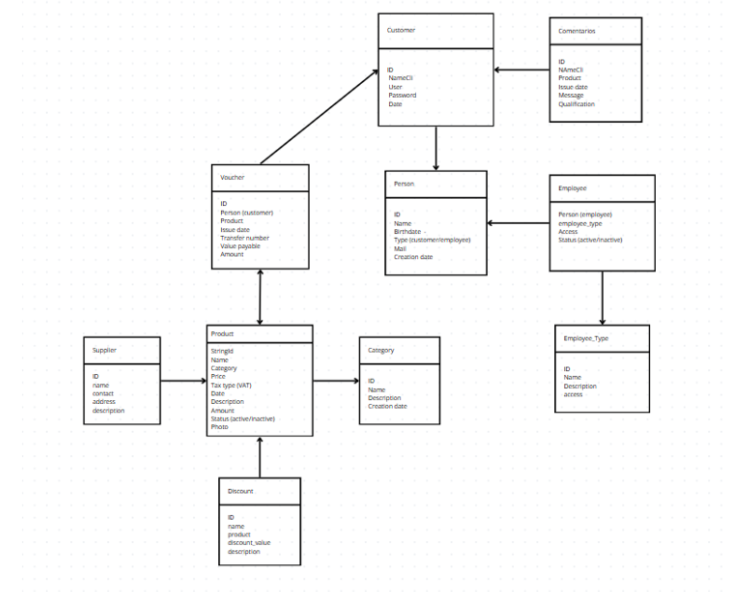 Customer
ID
NameCli
User
Password
Date
Comentarios
ID
NAmeCli
Product
Issue date
Message
Qualification
Voucher
ID
Person (customer)
Product
Issue date
Transfer number
Value payable
Amount
Person
ID
Name
Birthdate -
Type (customer/employee)
Mail
Creation date
Employee
Person (employee)
employee_type
Access
Status (active/inactive)
Supplier
ID
name
contact
address
description
Product
StringId
Name
Category
Price
Tax type (VAT)
Date
Description
Amount
Status (active/inactive)
Photo
Category
ID
Name
Description
Creation date
Employee_Type
ID
Name
Description
access
Discount
ID
name
product
discount_value
description